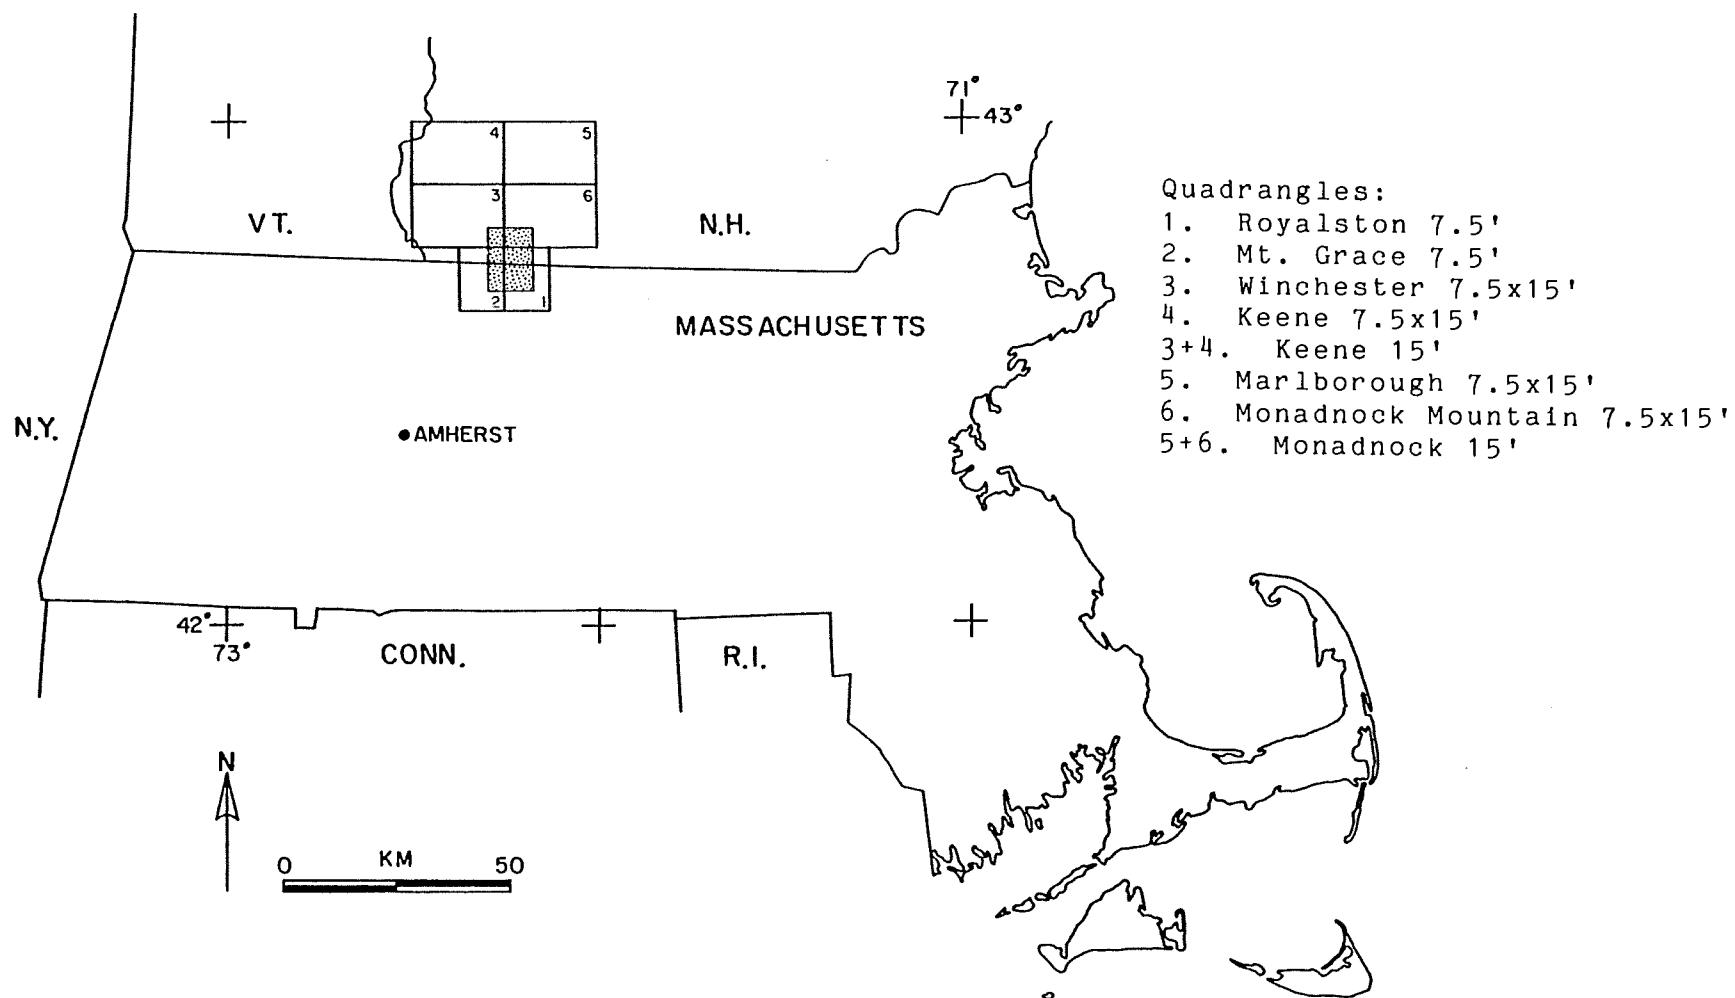 71°
43°
4
5
3
6
VT.
N.H.
2
1
MASSACHUSETTS
N.Y.
AMHERST
42°
73°
CONN.
R.I.
N
0 KM 50
Quadrangles:
1. Royalston 7.5'
2. Mt. Grace 7.5'
3. Winchester 7.5x15'
4. Keene 7.5x15'
3+4. Keene 15'
5. Marlborough 7.5x15'
6. Monadnock Mountain 7.5x15'
5+6. Monadnock 15'